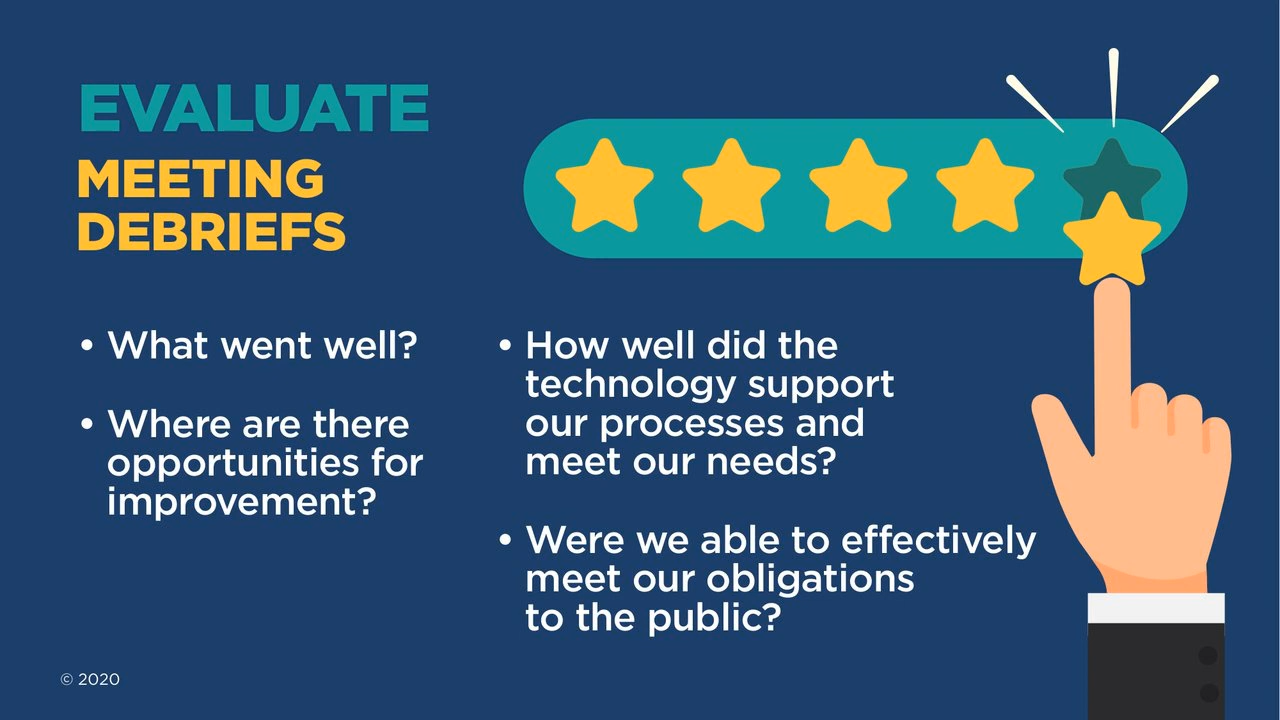 EVALUATE
MEETING
DEBRIEFS
• What went well?
• Where are there
opportunities for
improvement?
• How well did the
technology support
our processes and
meet our needs?
• Were we able to effectively
meet our obligations
to the public?
© 2020